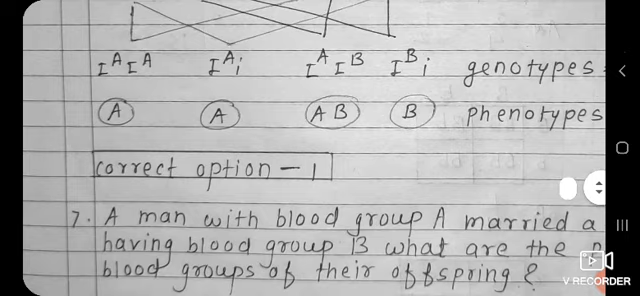 I^A I^A I^A i I^A I^B I^B i genotypes
A A AB B phenotypes
correct option - 1
7. A man with blood group A married a
having blood group B what are the
blood groups of their offspring?
V RECORDER